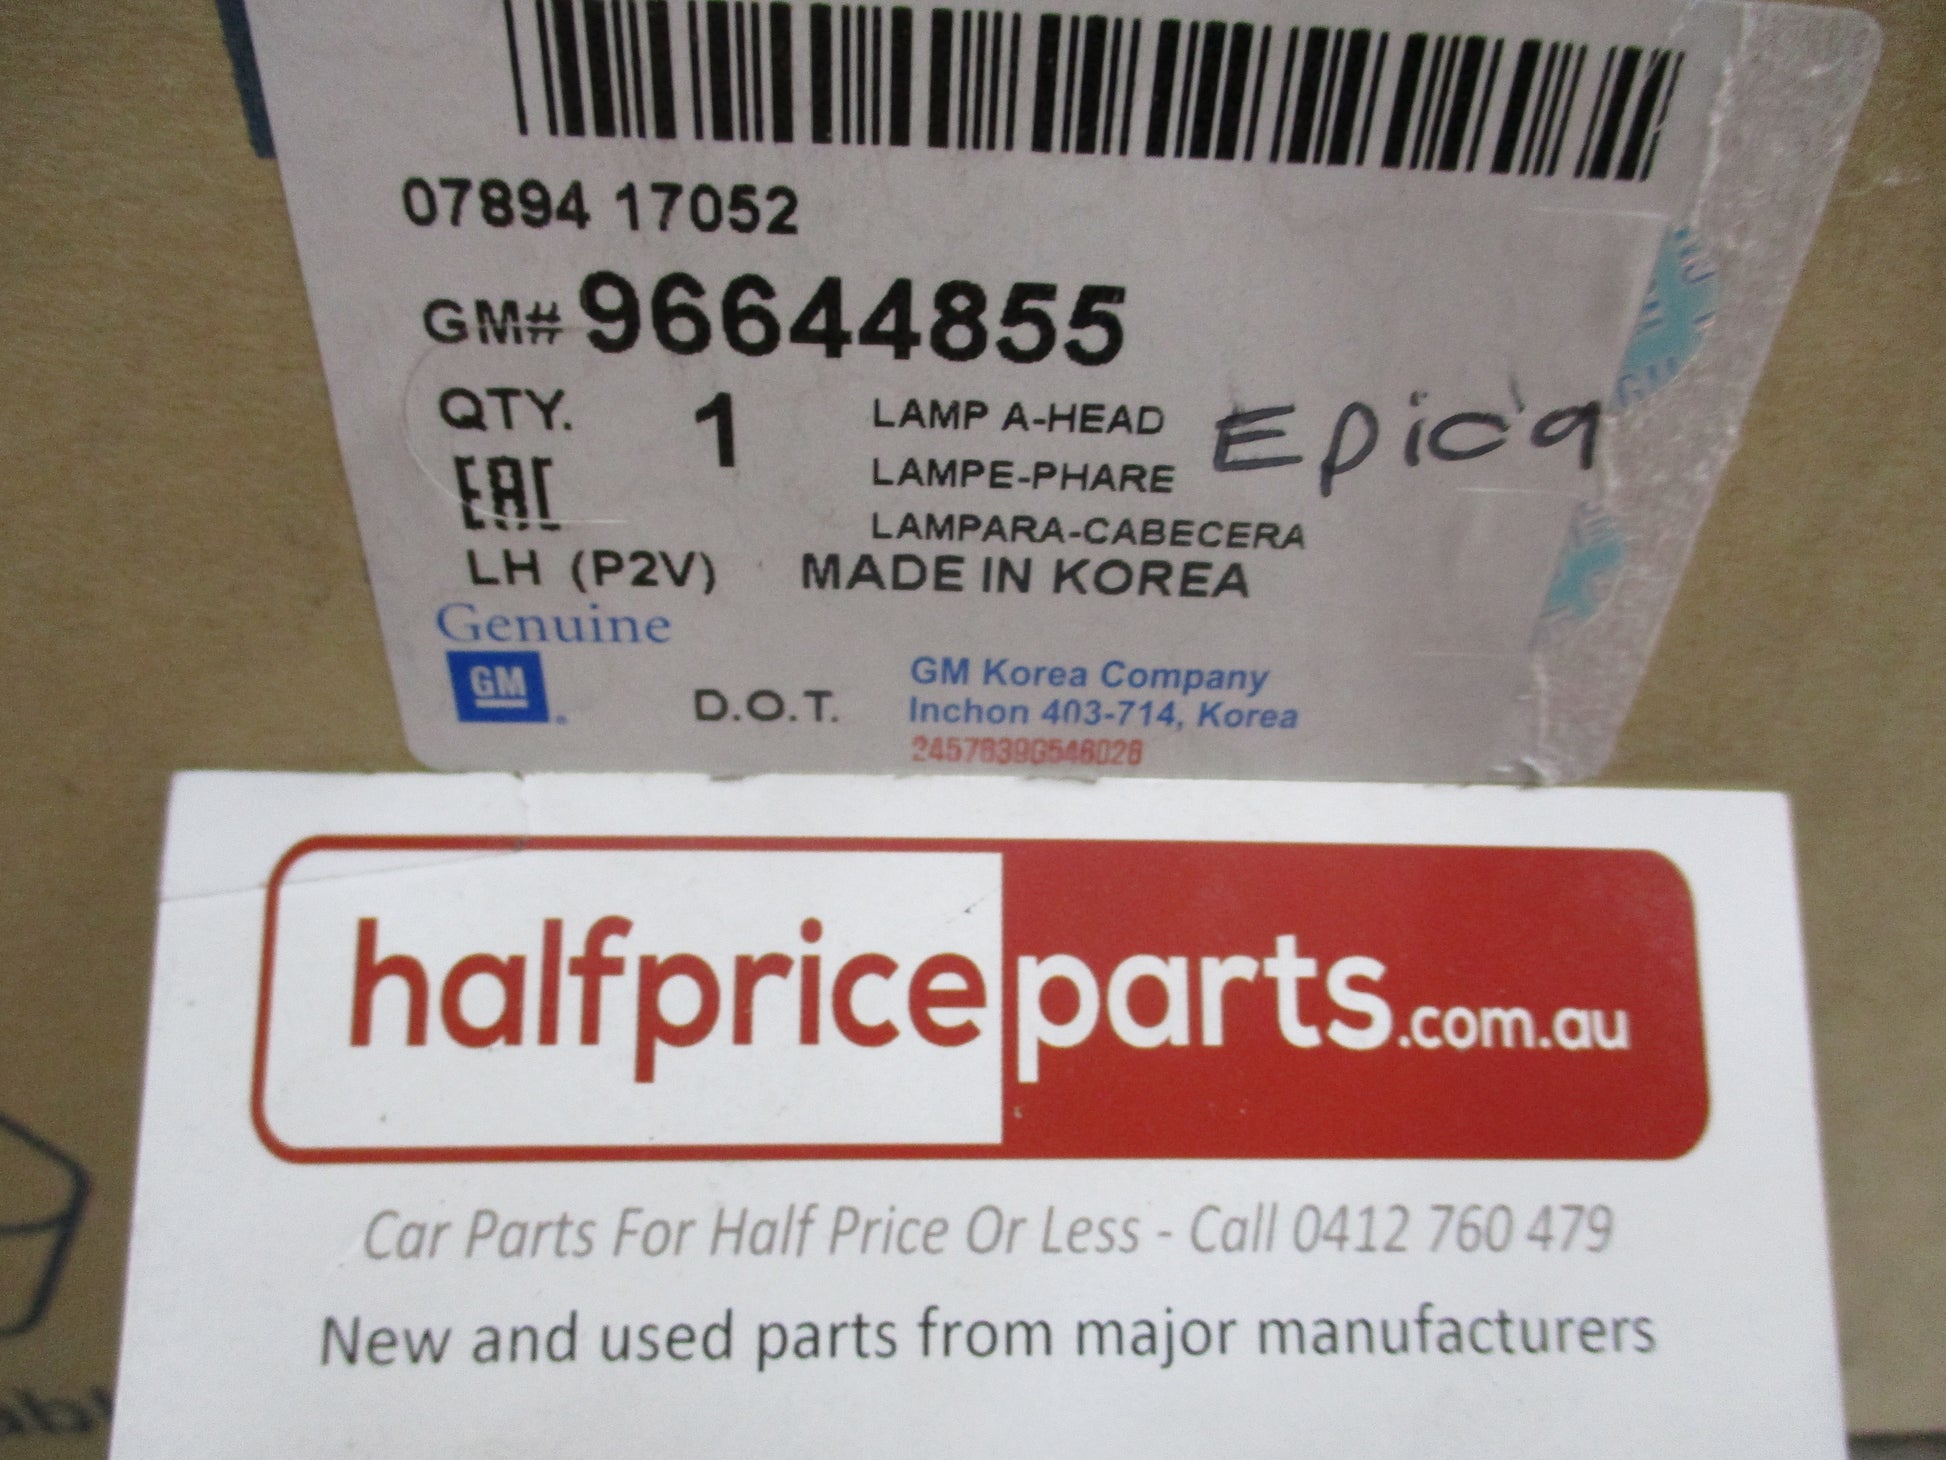 07894 17052
GM# 96644855
QTY. 1 LAMP A-HEAD Epica
EAC LAMPE-PHARE
LAMPARA-CABECERA
LH (P2V) MADE IN KOREA
Genuine
GM
D.O.T. GM Korea Company
Inchon 403-714, Korea
halfpriceparts.com.au
Car Parts For Half Price Or Less - Call 0412 760 479
New and used parts from major manufacturers